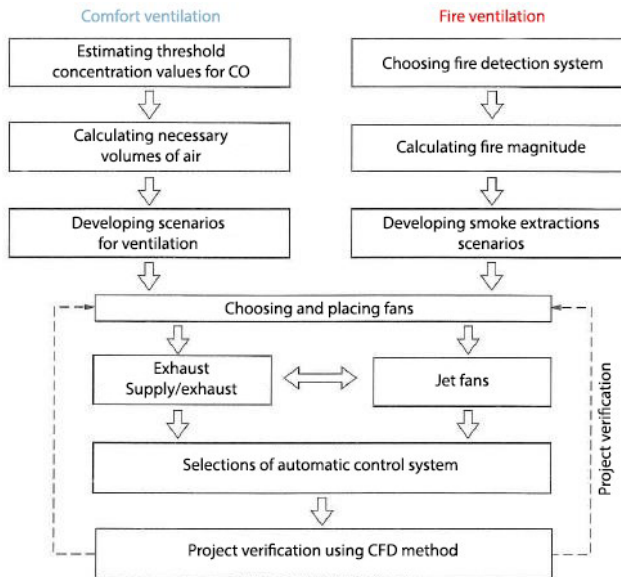 Comfort ventilation
Fire ventilation
Estimating threshold
concentration values for CO
Choosing fire detection system
Calculating necessary
volumes of air
Calculating fire magnitude
Developing scenarios
for ventilation
Developing smoke extractions
scenarios
Choosing and placing fans
Exhaust
Supply/exhaust
Jet fans
Selections of automatic control system
Project verification
Project verification using CFD method